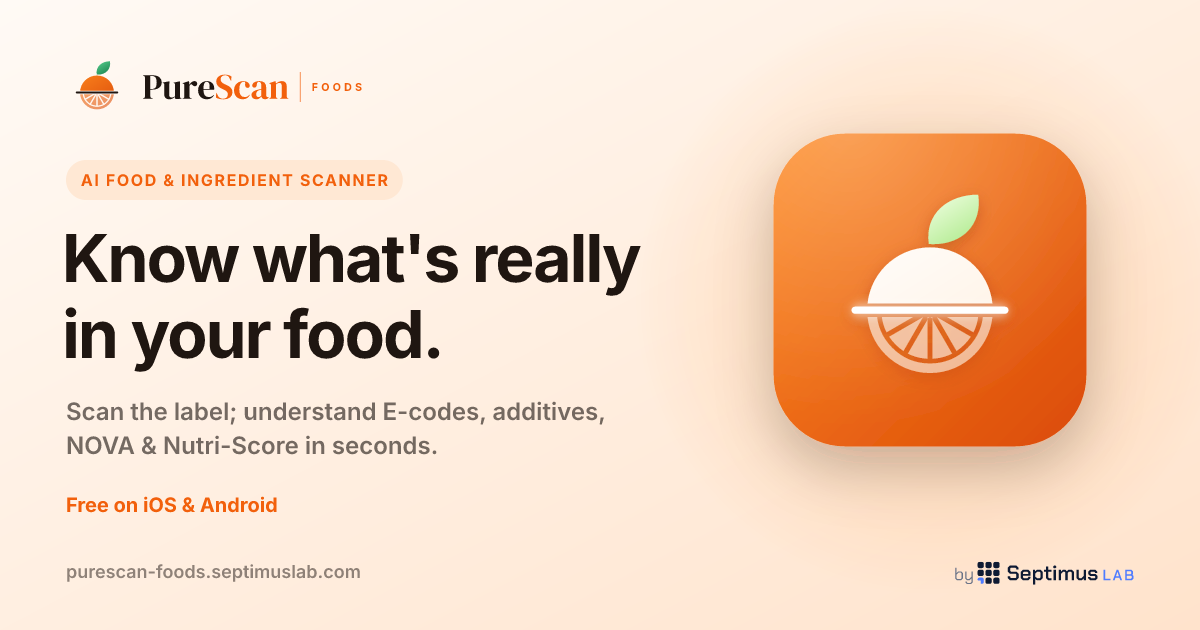 PureScan FOODS
AI FOOD & INGREDIENT SCANNER
Know what's really
in your food.
Scan the label; understand E-codes, additives,
NOVA & Nutri-Score in seconds.
Free on iOS & Android
purescan-foods.septimuslab.com
by Septimus LAB